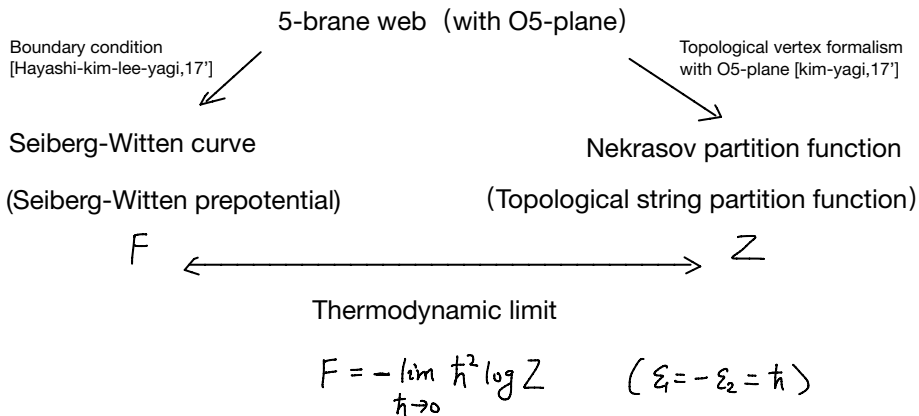 5-brane web (with O5-plane)
Boundary condition
[Hayashi-kim-lee-yagi,17']
Topological vertex formalism
with O5-plane [kim-yagi,17']
Seiberg-Witten curve
Nekrasov partition function
(Seiberg-Witten prepotential)
(Topological string partition function)
F
Z
Thermodynamic limit
F = - lim ħ² log Z (ε₁ = - ε₂ = ħ)
ħ→0